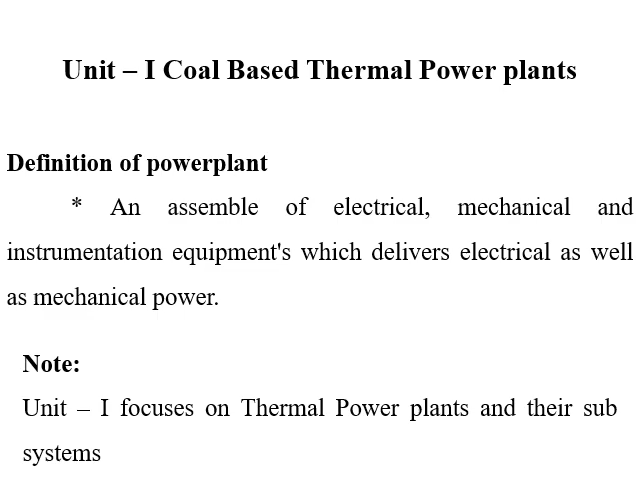 Unit – I Coal Based Thermal Power plants
Definition of powerplant
* An assemble of electrical, mechanical and
instrumentation equipment's which delivers electrical as well
as mechanical power.
Note:
Unit – I focuses on Thermal Power plants and their sub
systems